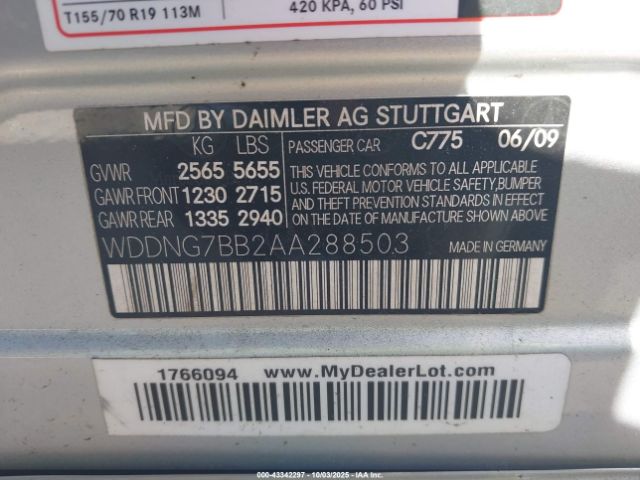 T155/70 R19 113M 420 KPA, 60 PSI
MFD BY DAIMLER AG STUTTGART
KG LBS PASSENGER CAR C775 06/09
GVWR 2565 5655
GAWR FRONT 1230 2715
GAWR REAR 1335 2940
THIS VEHICLE CONFORMS TO ALL APPLICABLE
U.S. FEDERAL MOTOR VEHICLE SAFETY, BUMPER
AND THEFT PREVENTION STANDARDS IN EFFECT
ON THE DATE OF MANUFACTURE SHOWN ABOVE.
WDDNG7BB2AA288503 MADE IN GERMANY
1766094 www.MyDealerLot.com
000-43342297 - 10/03/2025 - IAAI.COM